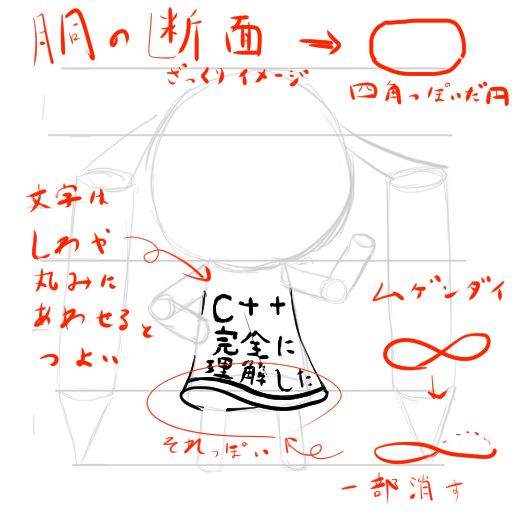 胴の断面→
ざっくりイメージ
四角っぽいだ円
文字は
しわや
丸みに
あわせると
つよい
C++
完全に
理解した
ムゲンダイ
それっぽい
一部消す